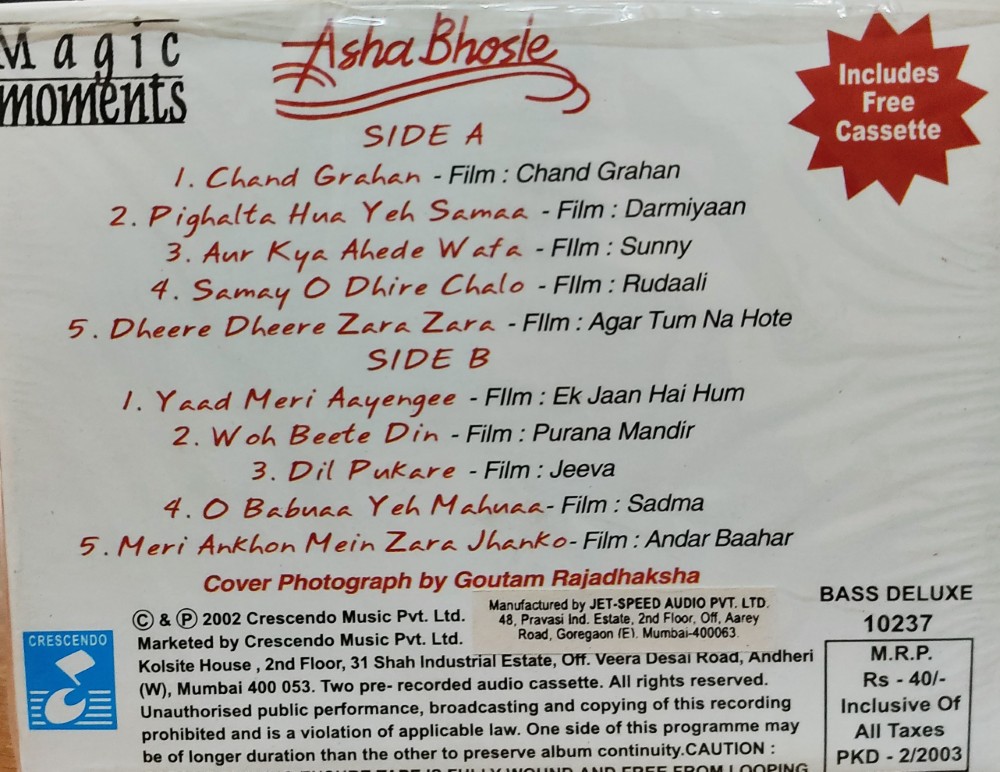 Magic
moments
Asha Bhosle
Includes
Free
Cassette
SIDE A
1. Chand Grahan - Film : Chand Grahan
2. Pighalta Hua Yeh Samaa - Film : Darmiyaan
3. Aur Kya Ahede Wafa - FIlm : Sunny
4. Samay O Dhire Chalo - FIlm : Rudaali
5. Dheere Dheere Zara Zara - FIlm : Agar Tum Na Hote
SIDE B
1. Yaad Meri Aayengee - FIlm : Ek Jaan Hai Hum
2. Woh Beete Din - Film : Purana Mandir
3. Dil Pukare - Film : Jeeva
4. O Babuaa Yeh Mahuaa- Film : Sadma
5. Meri Ankhon Mein Zara Jhanko- Film : Andar Baahar
Cover Photograph by Goutam Rajadhaksha
© & ℗ 2002 Crescendo Music Pvt. Ltd.
Marketed by Crescendo Music Pvt. Ltd.
Kolsite House , 2nd Floor, 31 Shah Industrial Estate, Off. Veera Desai Road, Andheri
(W), Mumbai 400 053. Two pre- recorded audio cassette. All rights reserved.
Unauthorised public performance, broadcasting and copying of this recording
prohibited and is a violation of applicable law. One side of this programme may
be of longer duration than the other to preserve album continuity.CAUTION :
ENSURE TAPE IS FULLY WOUND AND FREE FROM LOOPING
Manufactured by JET-SPEED AUDIO PVT. LTD.
48, Pravasi Ind. Estate, 2nd Floor, Off, Aarey
Road, Goregaon (E). Mumbai-400063.
CRESCENDO
BASS DELUXE
10237
M.R.P.
Rs - 40/-
Inclusive Of
All Taxes
PKD - 2/2003